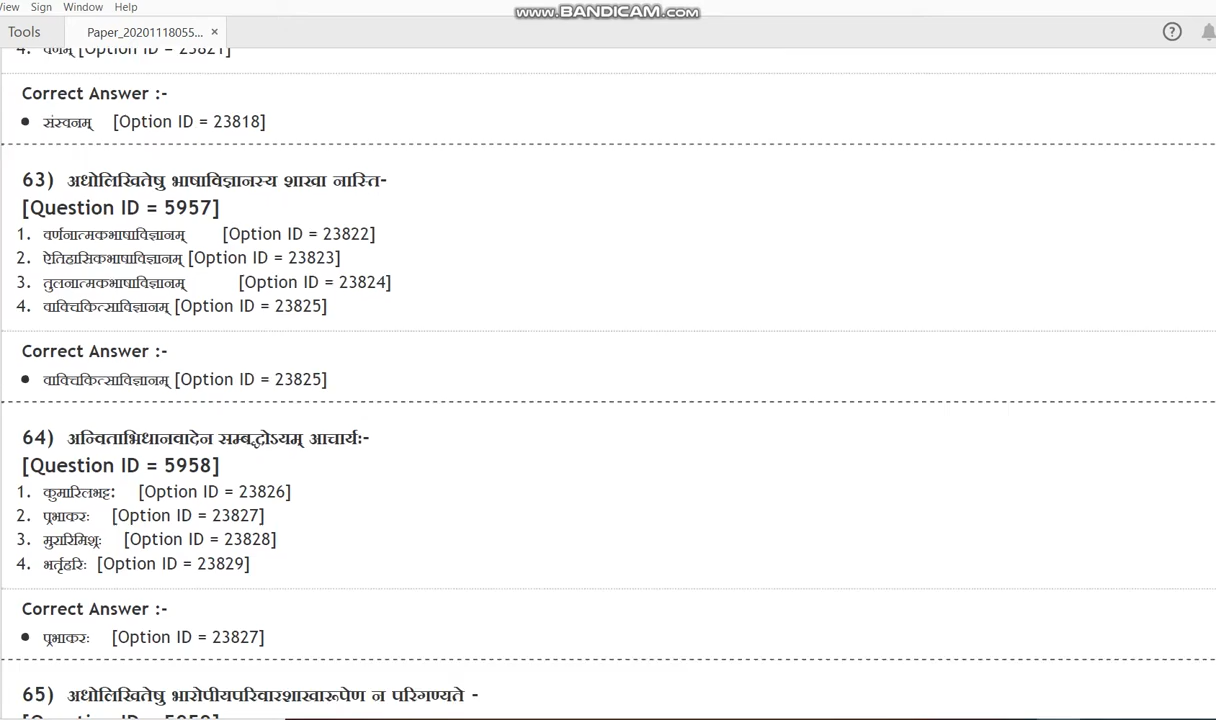 View Sign Window Help
www.BANDICAM.com
Tools Paper_20201118055... ×
4. [Option ID = 23821]
Correct Answer :-
• संस्वनम् [Option ID = 23818]
63) अधोलिखितेषु भाषाविज्ञानस्य शाखा नास्ति-
[Question ID = 5957]
1. वर्णनात्मकभाषाविज्ञानम् [Option ID = 23822]
2. ऐतिहासिकभाषाविज्ञानम् [Option ID = 23823]
3. तुलनात्मकभाषाविज्ञानम् [Option ID = 23824]
4. वाक्चिकित्साविज्ञानम् [Option ID = 23825]
Correct Answer :-
• वाक्चिकित्साविज्ञानम् [Option ID = 23825]
64) अन्विताभिधानवादेन सम्बद्धोऽयम् आचार्यः-
[Question ID = 5958]
1. कुमारिलभट्ट: [Option ID = 23826]
2. प्रभाकरः [Option ID = 23827]
3. मुरारिमिश्रः [Option ID = 23828]
4. भर्तृहरिः [Option ID = 23829]
Correct Answer :-
• प्रभाकरः [Option ID = 23827]
65) अधोलिखितेषु भारोपीयपरिवारशाखारूपेण न परिगण्यते -